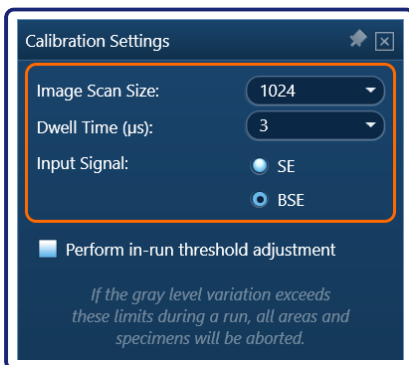 Calibration Settings
Image Scan Size: 1024
Dwell Time (µs): 3
Input Signal: SE
BSE
Perform in-run threshold adjustment
If the gray level variation exceeds
these limits during a run, all areas and
specimens will be aborted.